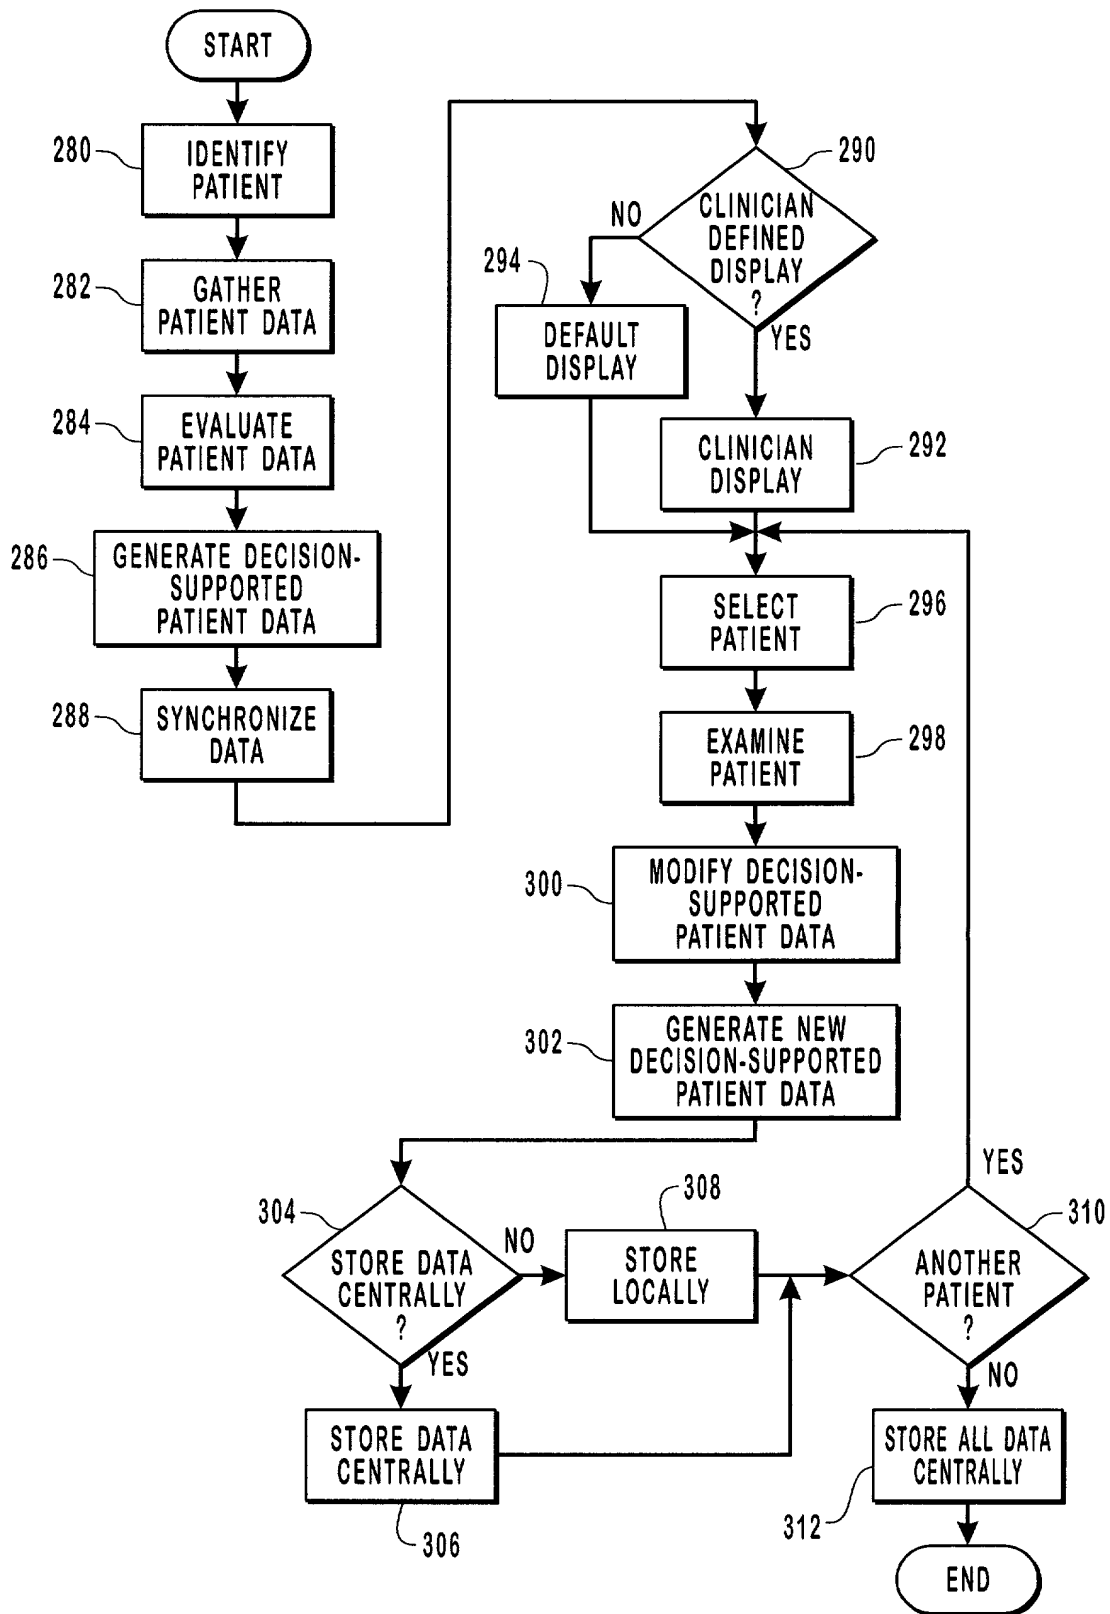 START
280
IDENTIFY
PATIENT
282
GATHER
PATIENT DATA
284
EVALUATE
PATIENT DATA
286
GENERATE DECISION-
SUPPORTED
PATIENT DATA
288
SYNCHRONIZE
DATA
290
CLINICIAN
DEFINED
DISPLAY
?
NO
YES
294
DEFAULT
DISPLAY
292
CLINICIAN
DISPLAY
296
SELECT
PATIENT
298
EXAMINE
PATIENT
300
MODIFY DECISION-
SUPPORTED
PATIENT DATA
302
GENERATE NEW
DECISION-SUPPORTED
PATIENT DATA
304
STORE DATA
CENTRALLY
?
NO
YES
308
STORE
LOCALLY
306
STORE DATA
CENTRALLY
310
ANOTHER
PATIENT
?
YES
NO
312
STORE ALL DATA
CENTRALLY
END